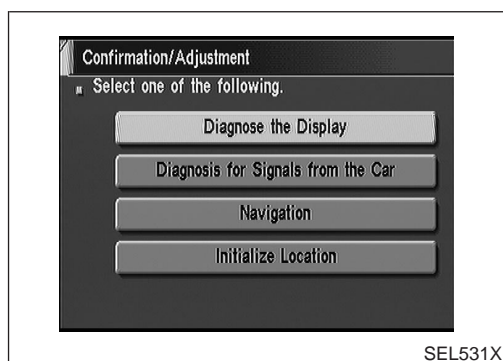 Confirmation/Adjustment
Select one of the following.
Diagnose the Display
Diagnosis for Signals from the Car
Navigation
Initialize Location
SEL531X